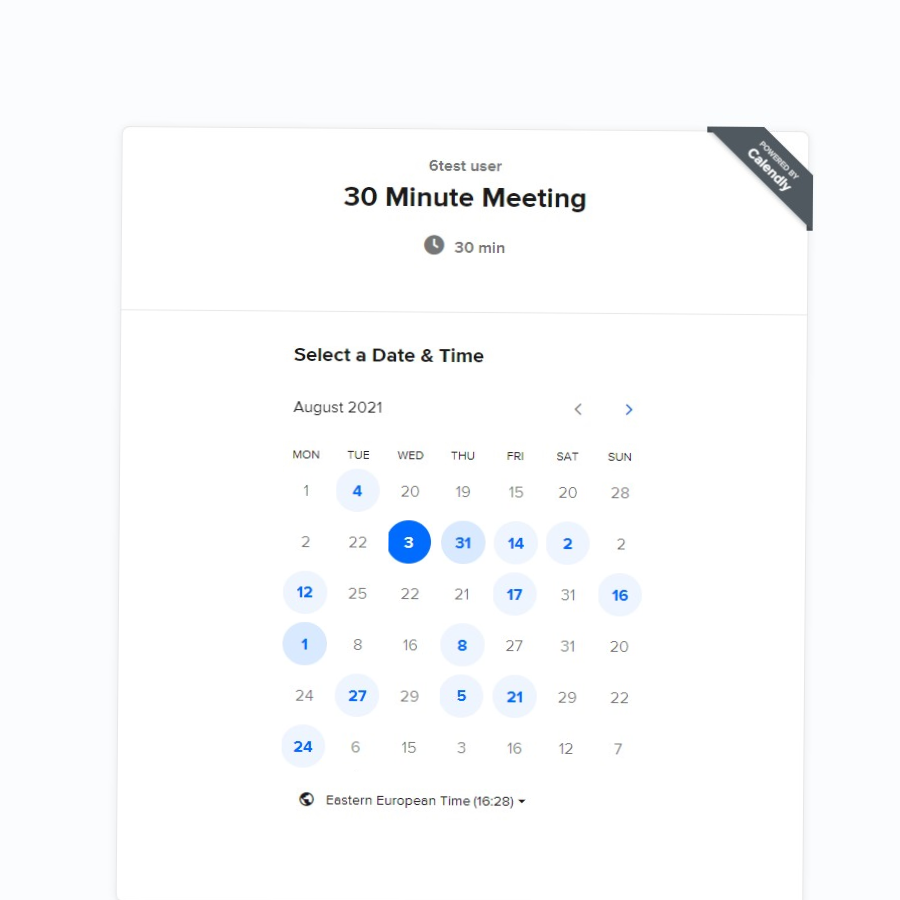 POWERED BY
Calendly
6test user
30 Minute Meeting
30 min
Select a Date & Time
August 2021
MON TUE WED THU FRI SAT SUN
1 4 20 19 15 20 28
2 22 3 31 14 2 2
12 25 22 21 17 31 16
1 8 16 8 27 31 20
24 27 29 5 21 29 22
24 6 15 3 16 12 7
Eastern European Time (16:28)